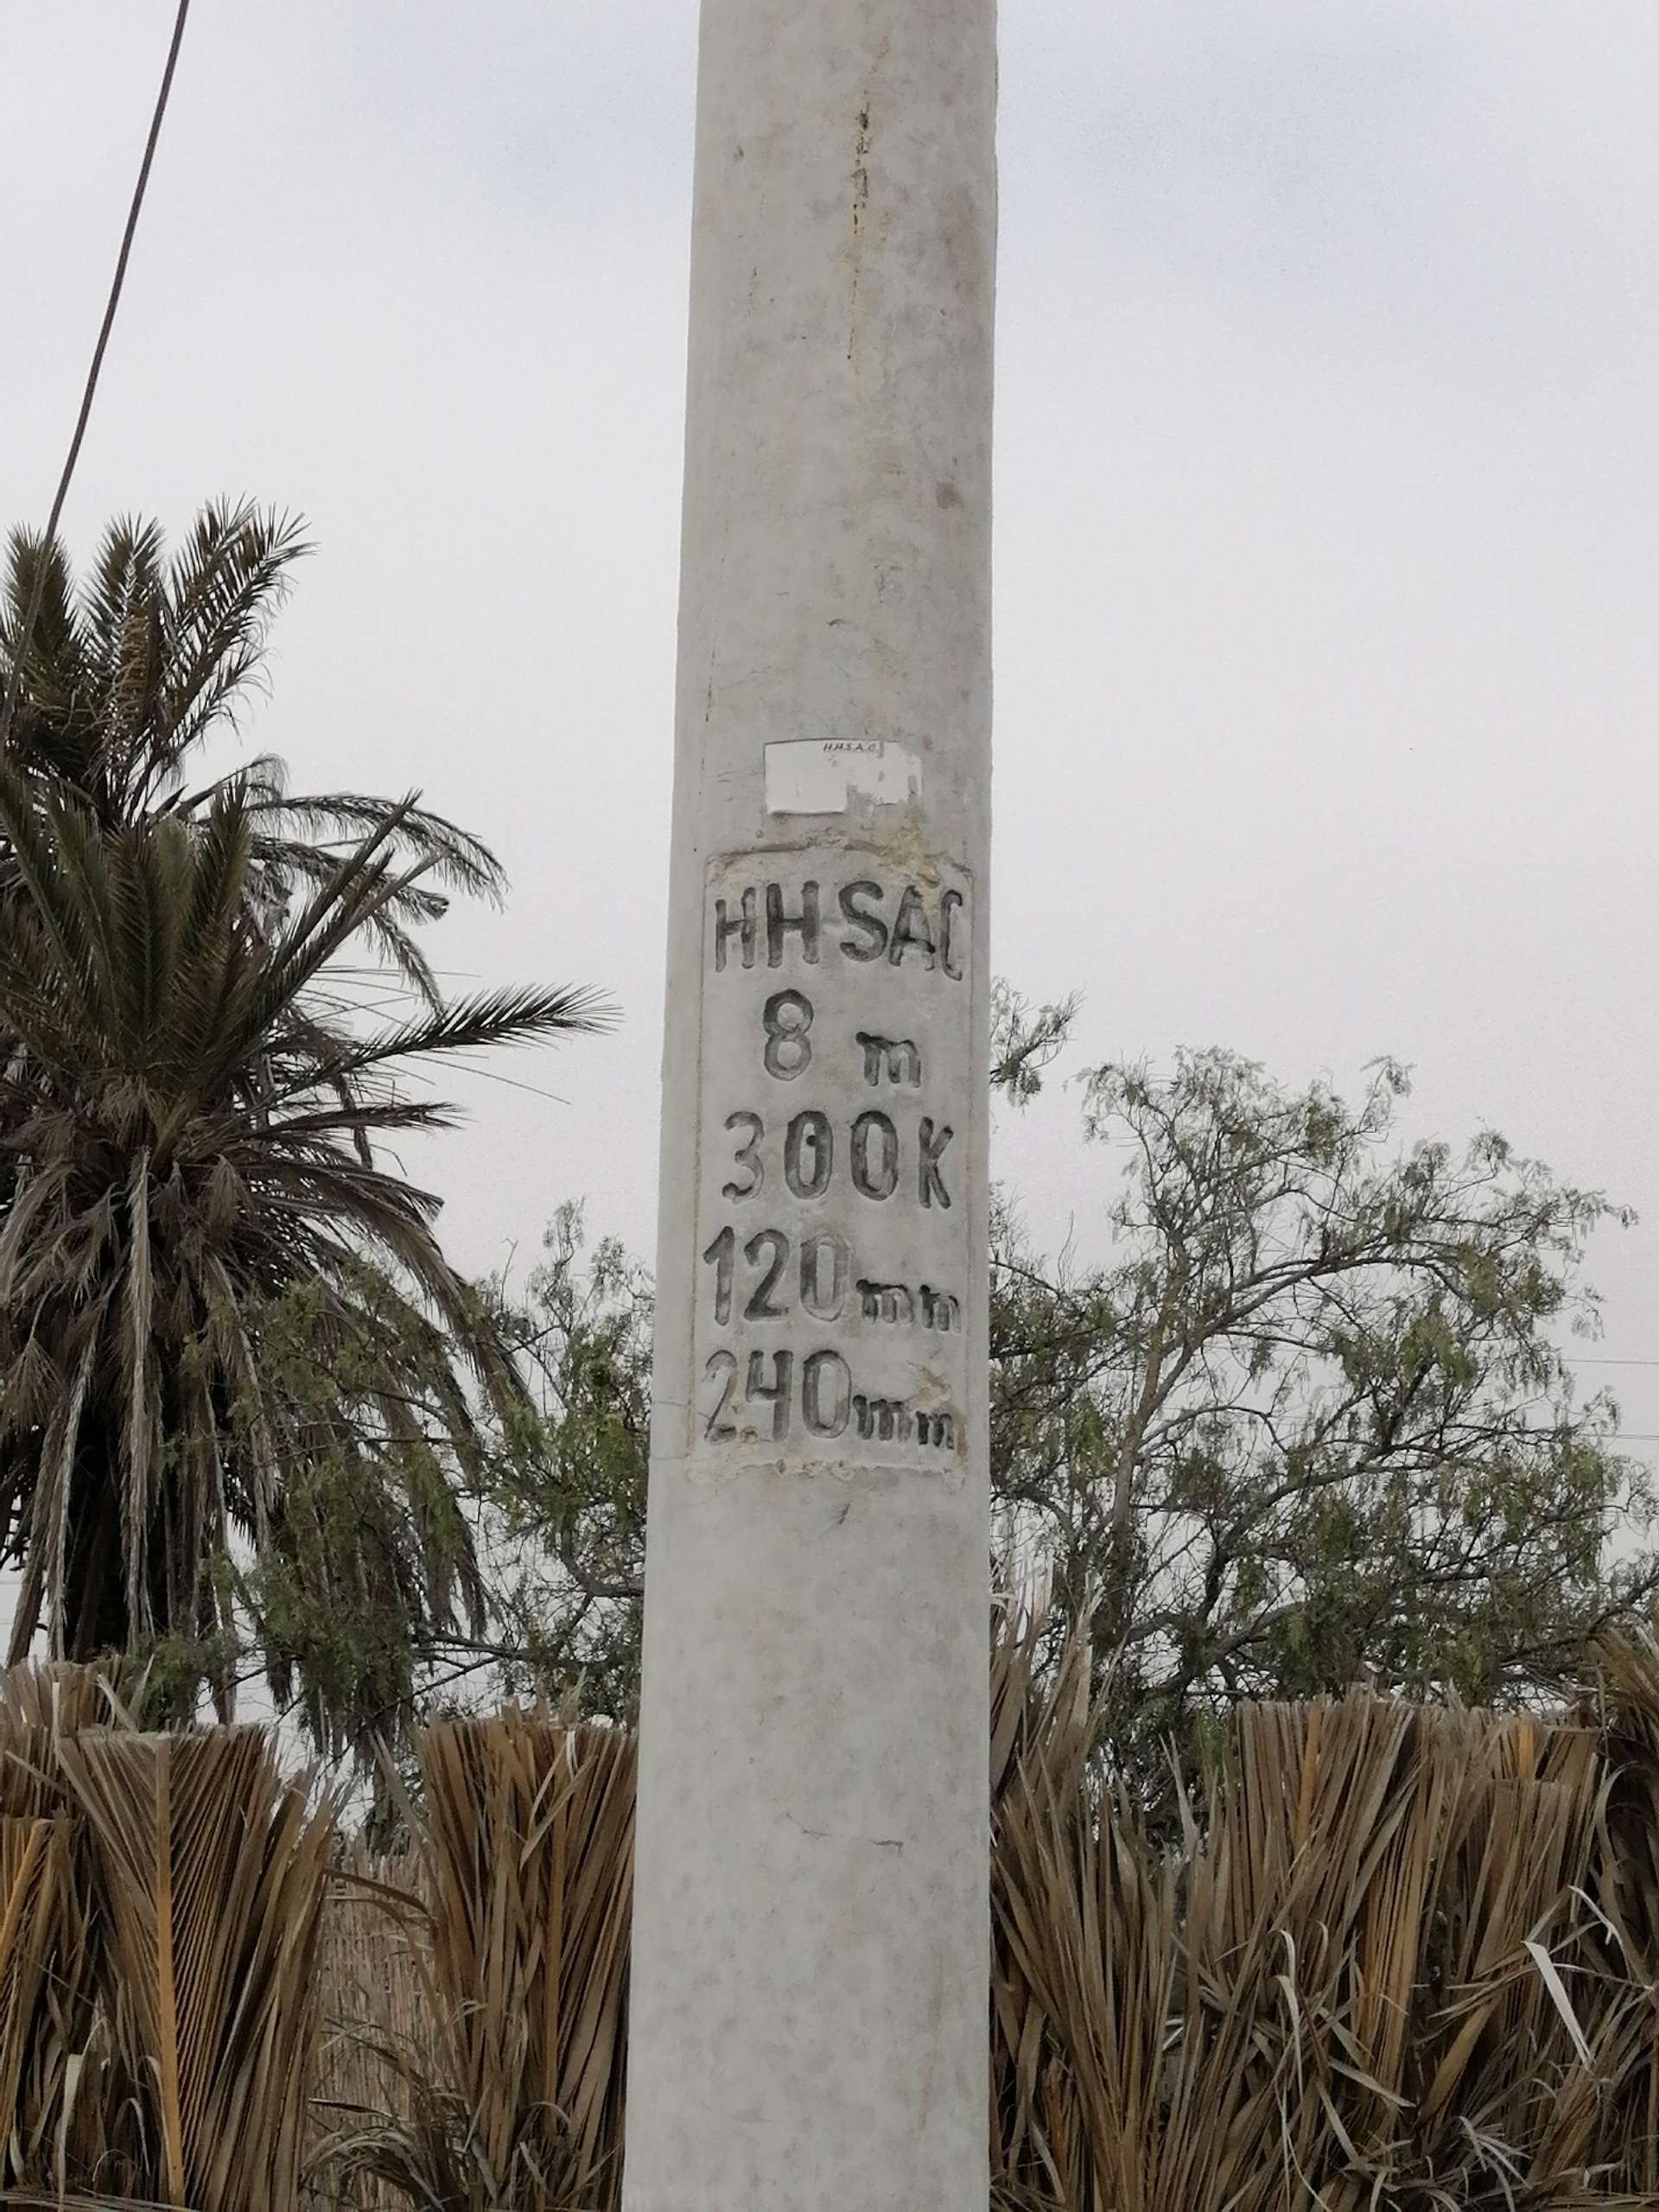 H.H.S.A.C.
HHSAC
8 m
300K
120mm
240mm